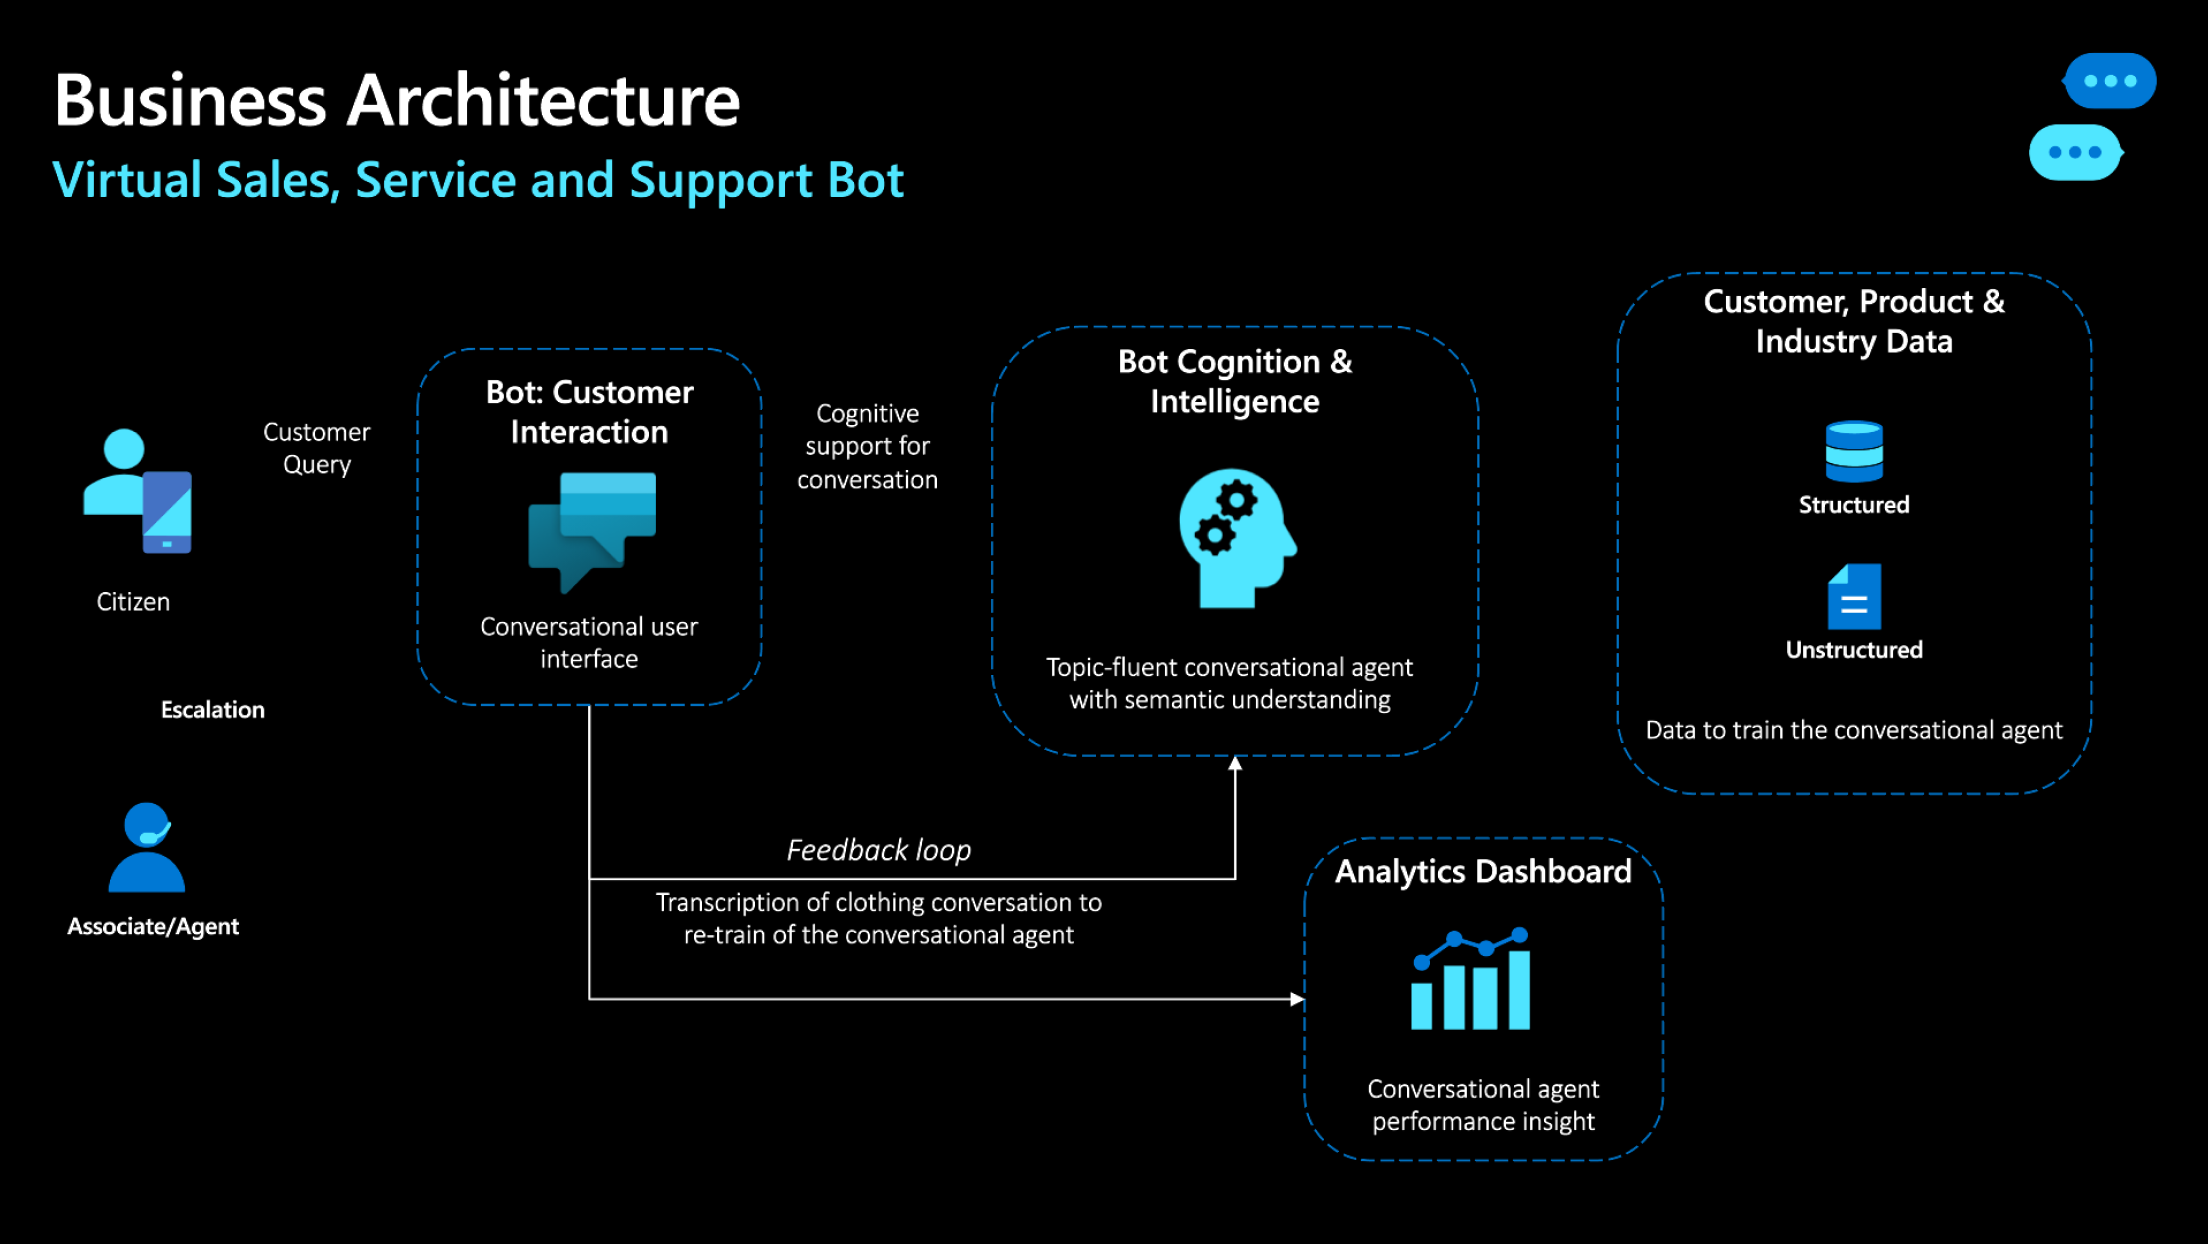 Business Architecture
Virtual Sales, Service and Support Bot
Citizen
Customer
Query
Escalation
Associate/Agent
Bot: Customer
Interaction
Conversational user
interface
Cognitive
support for
conversation
Bot Cognition &
Intelligence
Topic-fluent conversational agent
with semantic understanding
Customer, Product &
Industry Data
Structured
Unstructured
Data to train the conversational agent
Feedback loop
Transcription of clothing conversation to
re-train of the conversational agent
Analytics Dashboard
Conversational agent
performance insight